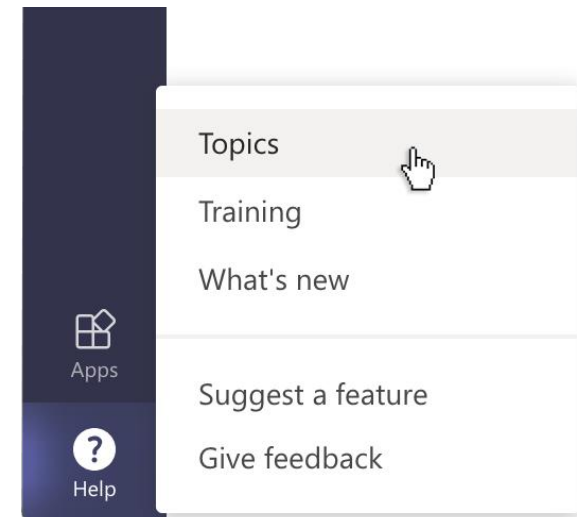 Topics
Training
What's new
Apps
Suggest a feature
Give feedback
?
Help